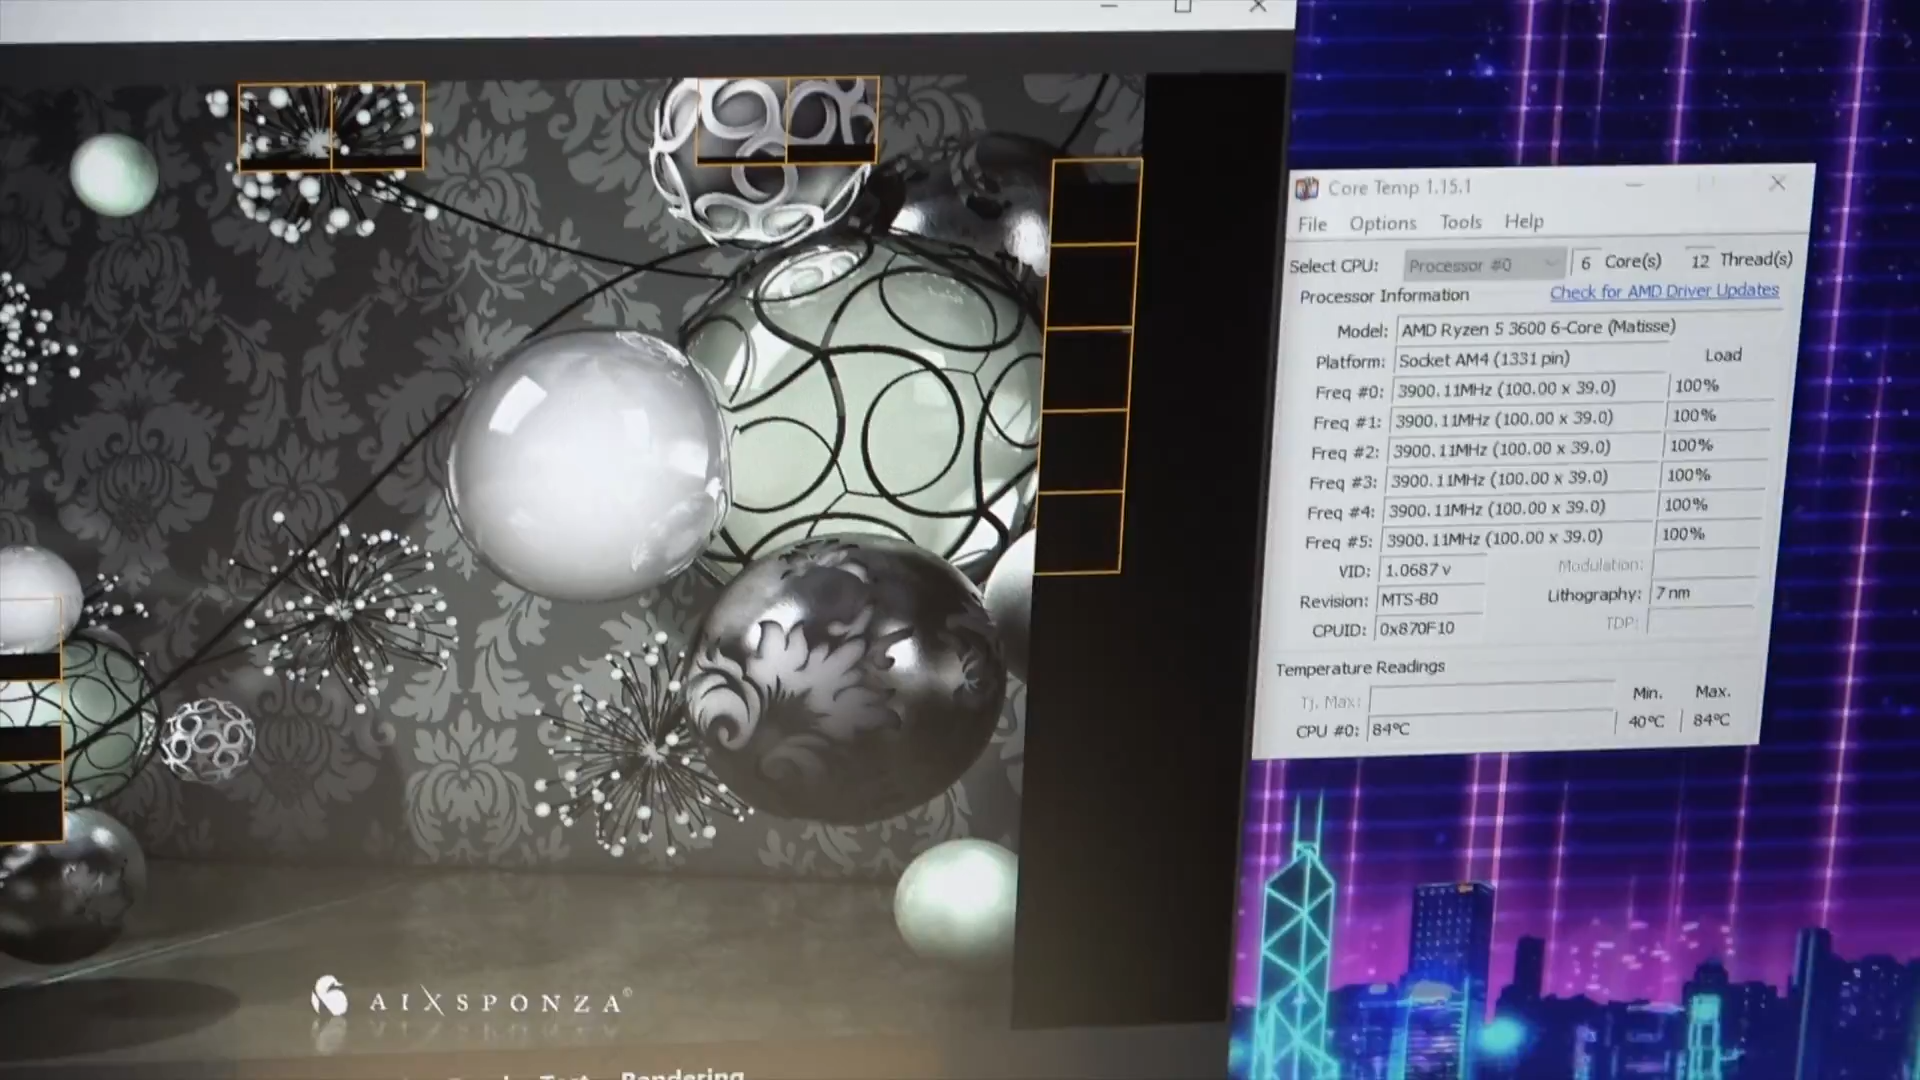 Core Temp 1.15.1
File Options Tools Help
Select CPU: Processor #0 6 Core(s) 12 Thread(s)
Processor Information Check for AMD Driver Updates
Model: AMD Ryzen 5 3600 6-Core (Matisse)
Platform: Socket AM4 (1331 pin) Load
Freq #0: 3900.11MHz (100.00 x 39.0) 100%
Freq #1: 3900.11MHz (100.00 x 39.0) 100%
Freq #2: 3900.11MHz (100.00 x 39.0) 100%
Freq #3: 3900.11MHz (100.00 x 39.0) 100%
Freq #4: 3900.11MHz (100.00 x 39.0) 100%
Freq #5: 3900.11MHz (100.00 x 39.0) 100%
VID: 1.0687 v Modulation:
Revision: MTS-B0 Lithography: 7 nm
CPUID: 0x870F10 TDP:
Temperature Readings
Tj. Max: Min. Max.
CPU #0: 84°C 40°C 84°C
AIXSPONZA©
Rendering